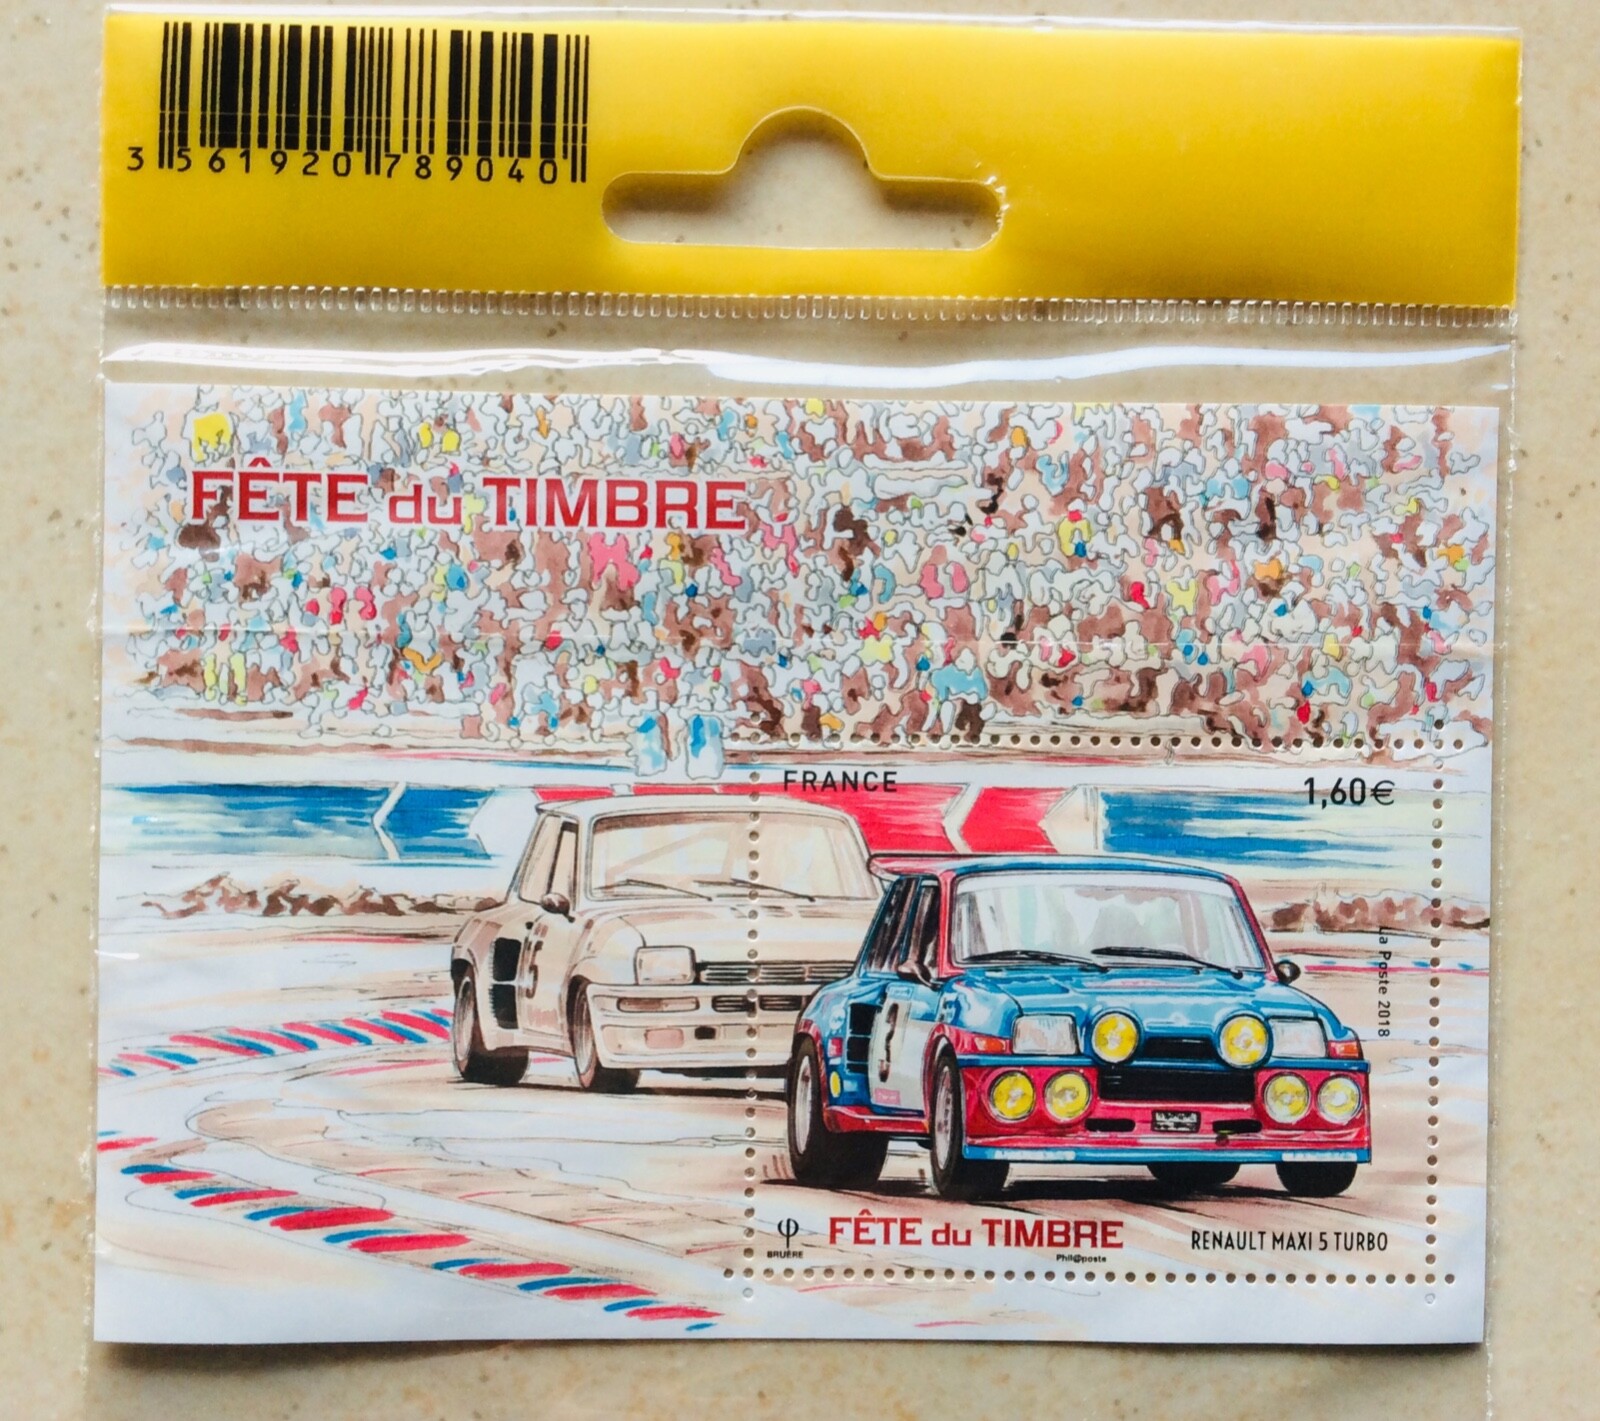 3 561920 789040
FÊTE du TIMBRE
FRANCE
1,60€
La Poste 2018
φ
BRUÈRE
FÊTE du TIMBRE
Phil@poste
RENAULT MAXI 5 TURBO